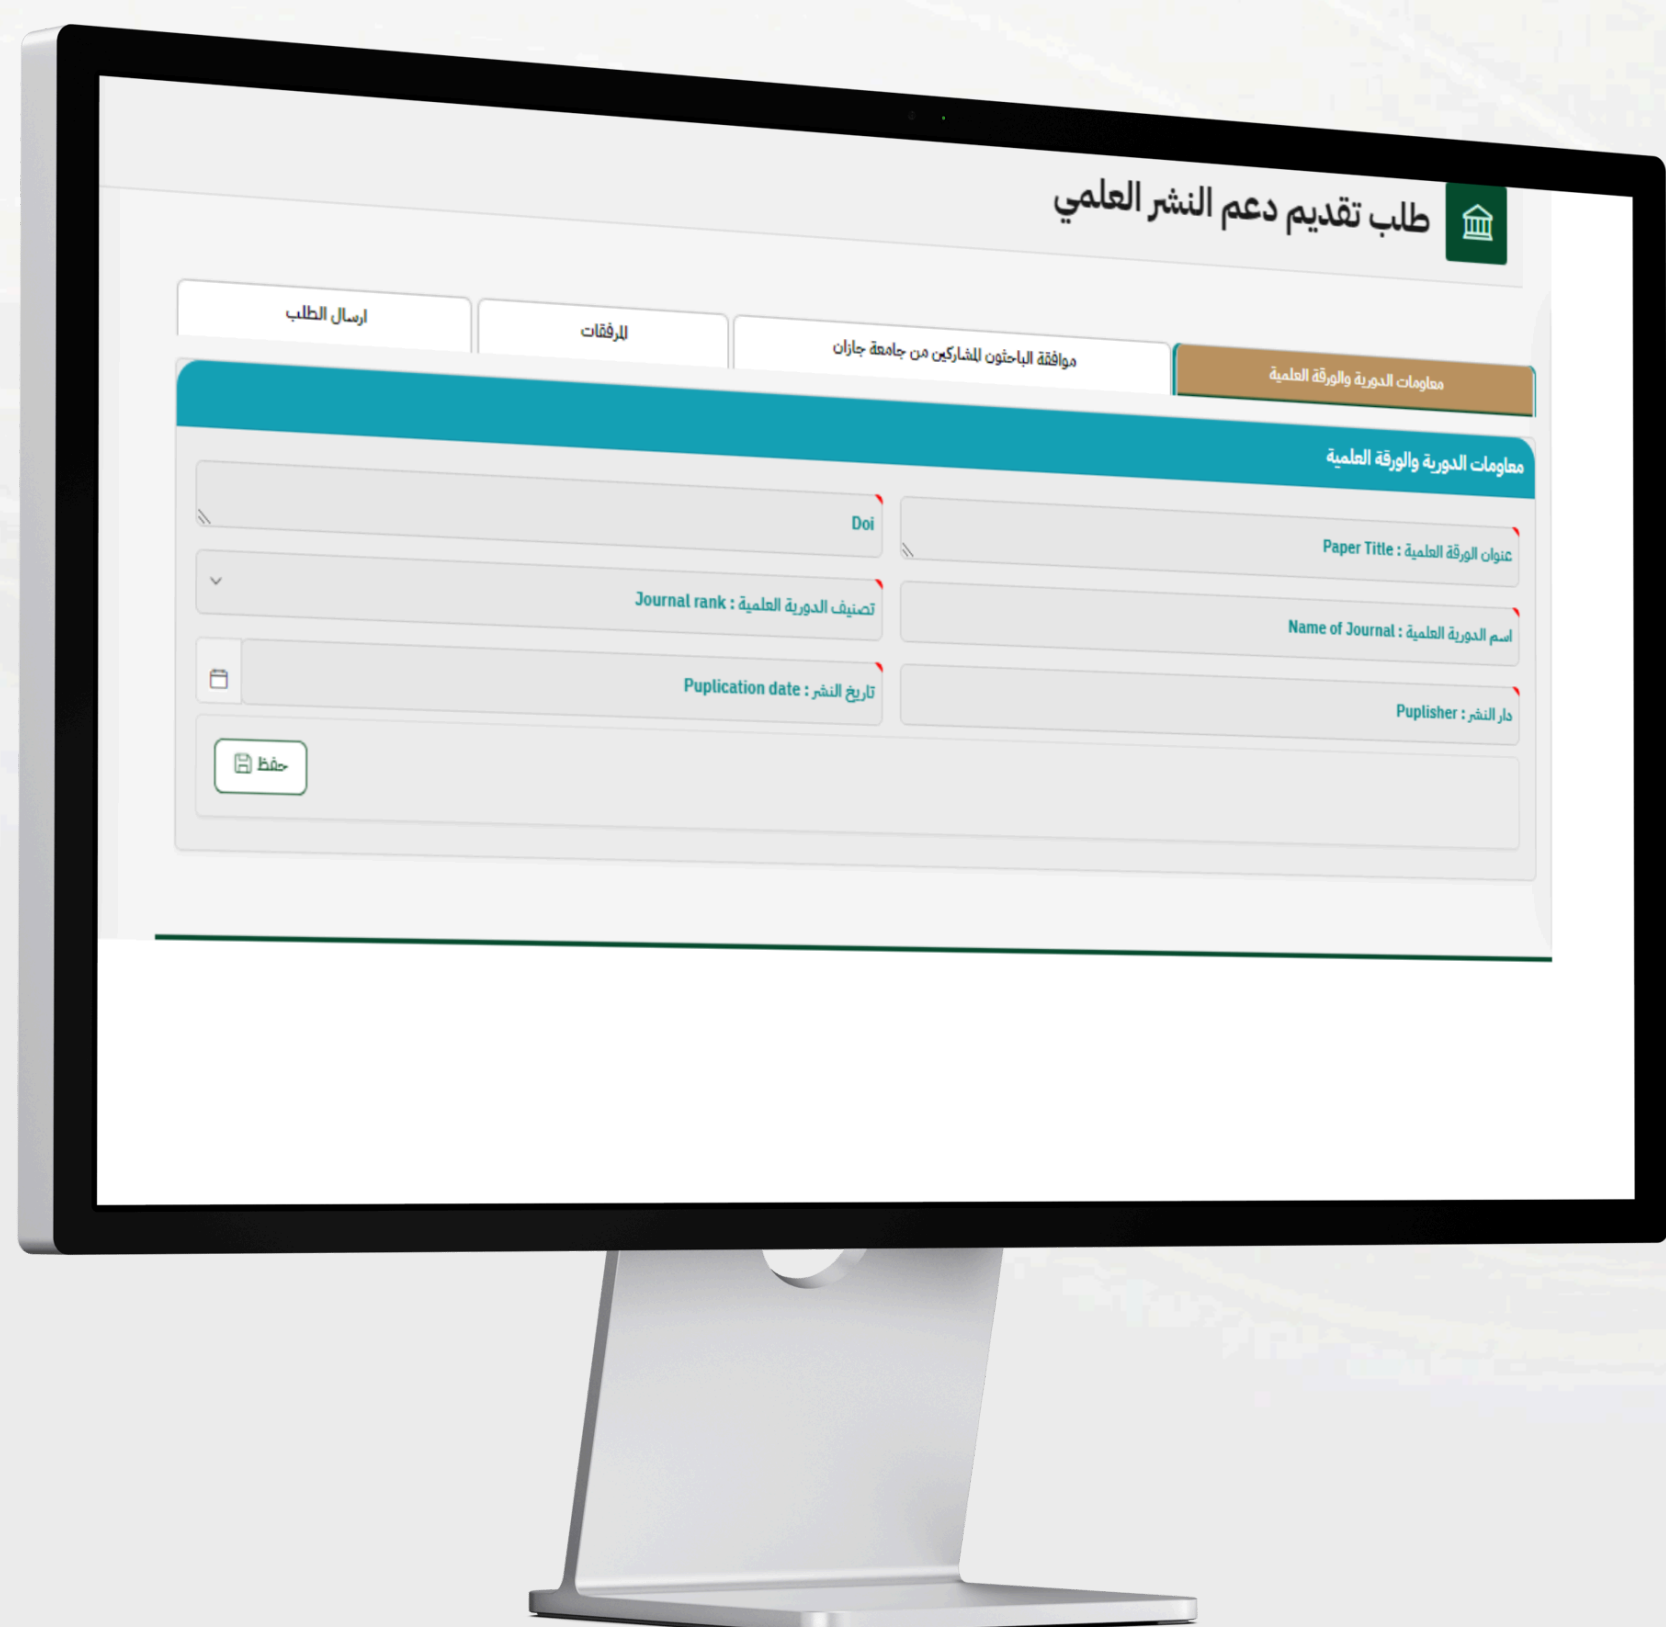 طلب تقديم دعم النشر العلمي
معلومات الدورية والورقة العلمية
موافقة الباحثون المشاركين من جامعة جازان
المرفقات
ارسال الطلب
معلومات الدورية والورقة العلمية
عنوان الورقة العلمية : Paper Title
Doi
اسم الدورية العلمية : Name of Journal
تصنيف الدورية العلمية : Journal rank
دار النشر : Puplisher
تاريخ النشر : Puplication date
حفظ